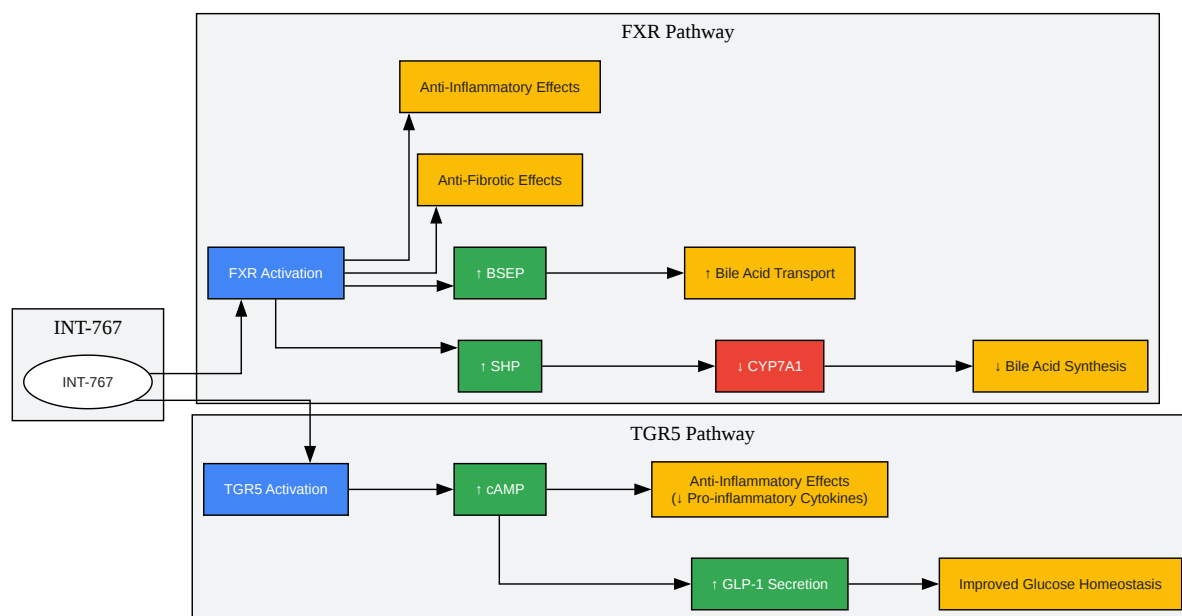 FXR Pathway
Anti-Inflammatory Effects
Anti-Fibrotic Effects
FXR Activation
↑ BSEP
↑ Bile Acid Transport
INT-767
INT-767
↑ SHP
↓ CYP7A1
↓ Bile Acid Synthesis
TGR5 Pathway
TGR5 Activation
↑ cAMP
Anti-Inflammatory Effects
(↓ Pro-inflammatory Cytokines)
↑ GLP-1 Secretion
Improved Glucose Homeostasis